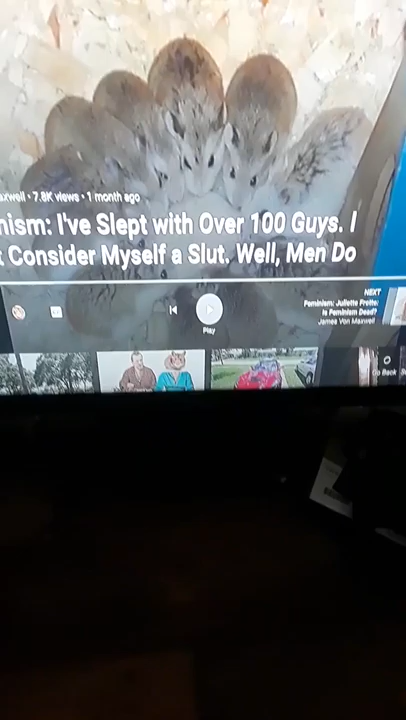 axwell • 7.8K views • 1 month ago
nism: I've Slept with Over 100 Guys. I
t Consider Myself a Slut. Well, Men Do
NEXT
Feminism: Juliette Prette:
Is Feminism Dead?
James Von Maxwell
Play
Go Back